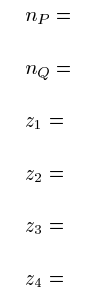 n_P =
n_Q =
z_1 =
z_2 =
z_3 =
z_4 =